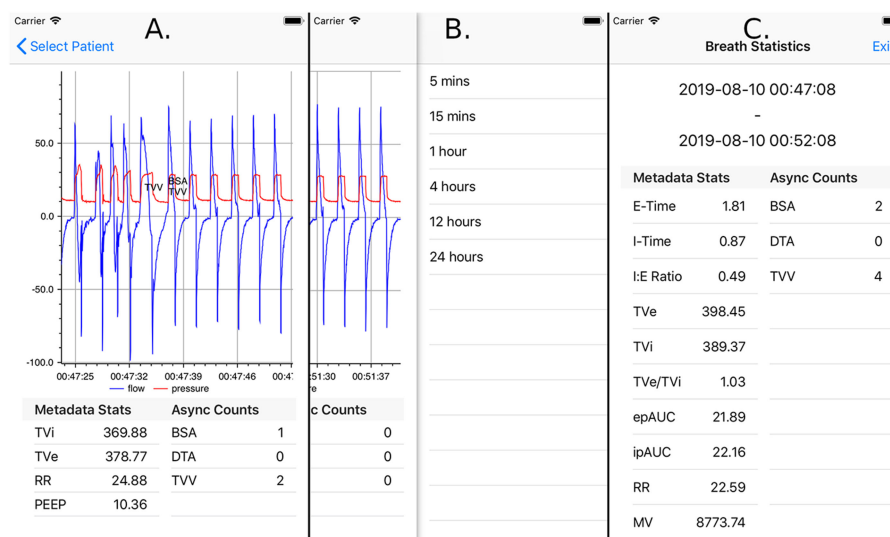 Carrier
A.
Select Patient
50.0
0.0
-50.0
-100.0
TVV
BSA
TVV
00:47:25
00:47:32
00:47:39
00:47:46
00:47
flow
pressure
Metadata Stats
Async Counts
TVi 369.88
BSA 1
TVe 378.77
DTA 0
RR 24.88
TVV 2
PEEP 10.36
Carrier
B.
51:30
00:51:37
re
c Counts
0
0
0
5 mins
15 mins
1 hour
4 hours
12 hours
24 hours
Carrier
C.
Breath Statistics
Exi
2019-08-10 00:47:08
-
2019-08-10 00:52:08
Metadata Stats
Async Counts
E-Time 1.81
BSA 2
I-Time 0.87
DTA 0
I:E Ratio 0.49
TVV 4
TVe 398.45
TVi 389.37
TVe/TVi 1.03
epAUC 21.89
ipAUC 22.16
RR 22.59
MV 8773.74